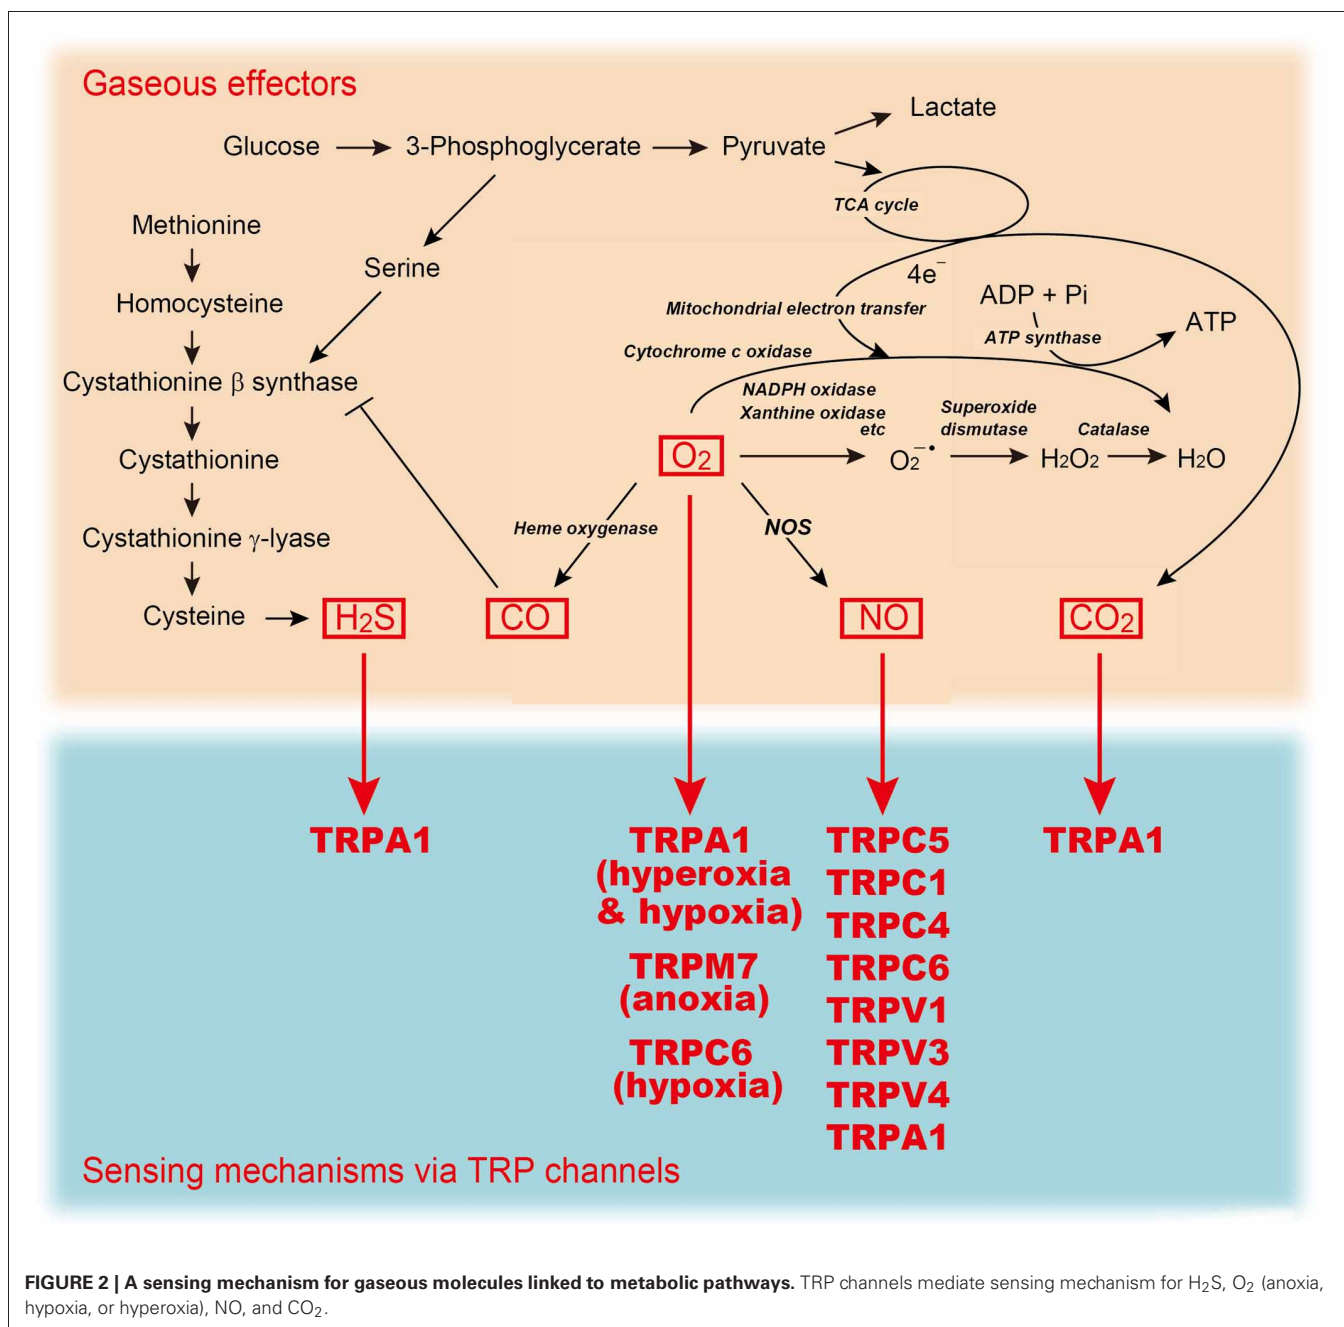 Gaseous effectors
Lactate
Glucose 3-Phosphoglycerate Pyruvate
TCA cycle
Methionine
Serine
4e⁻
Homocysteine
Mitochondrial electron transfer
ADP + Pi
ATP
ATP synthase
Cytochrome c oxidase
Cystathionine β synthase
NADPH oxidase
Xanthine oxidase
etc
Superoxide
dismutase
Catalase
Cystathionine
O₂ O₂⁻• H₂O₂ H₂O
Heme oxygenase
NOS
Cystathionine γ-lyase
Cysteine H₂S CO NO CO₂
TRPA1
TRPA1
(hyperoxia
& hypoxia)
TRPM7
(anoxia)
TRPC6
(hypoxia)
TRPC5
TRPC1
TRPC4
TRPC6
TRPV1
TRPV3
TRPV4
TRPA1
TRPA1
Sensing mechanisms via TRP channels
FIGURE 2 | A sensing mechanism for gaseous molecules linked to metabolic pathways. TRP channels mediate sensing mechanism for H₂S, O₂ (anoxia,
hypoxia, or hyperoxia), NO, and CO₂.